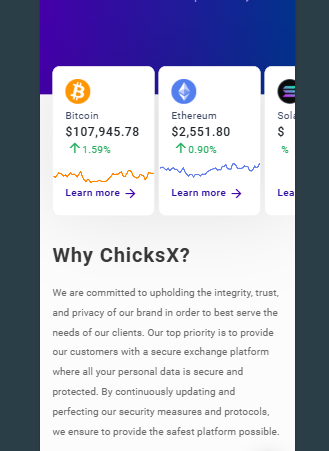 Bitcoin
$107,945.78
1.59%
Learn more
Ethereum
$2,551.80
0.90%
Learn more
$
%
Why ChicksX?
We are committed to upholding the integrity, trust,
and privacy of our brand in order to best serve the
needs of our clients. Our top priority is to provide
our customers with a secure exchange platform
where all your personal data is secure and
protected. By continuously updating and
perfecting our security measures and protocols,
we ensure to provide the safest platform possible.